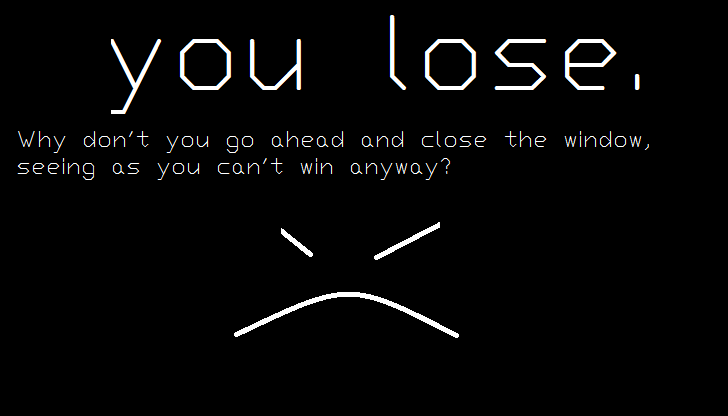 you lose.
Why don't you go ahead and close the window,
seeing as you can't win anyway?